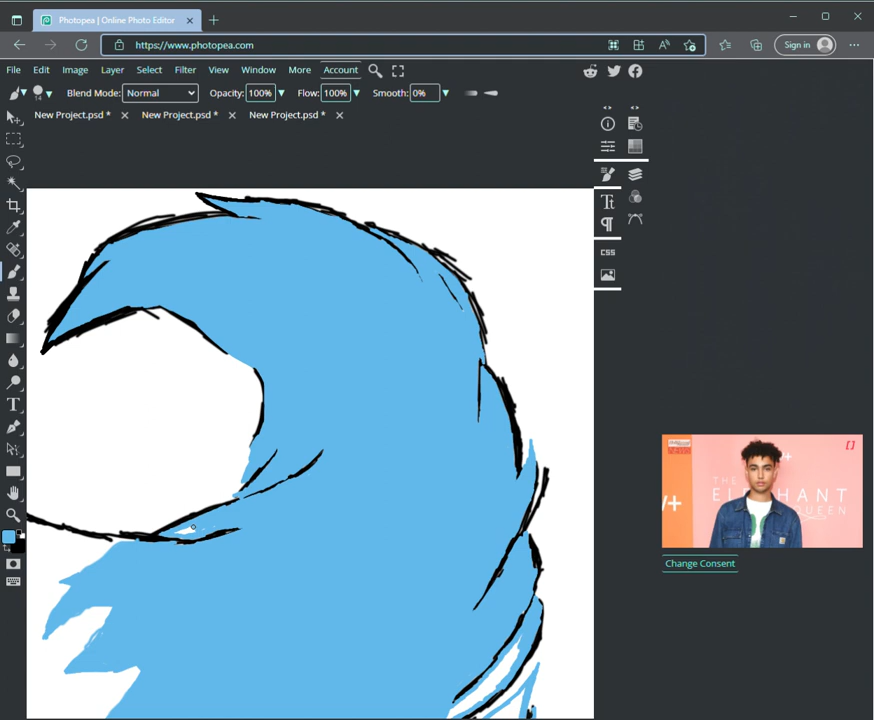 Photopea | Online Photo Editor
https://www.photopea.com
Sign in
File Edit Image Layer Select Filter View Window More Account
14 Blend Mode: Normal Opacity: 100% Flow: 100% Smooth: 0%
New Project.psd * New Project.psd * New Project.psd *
CSS
THE
ELEPHANT
QUEEN
Change Consent